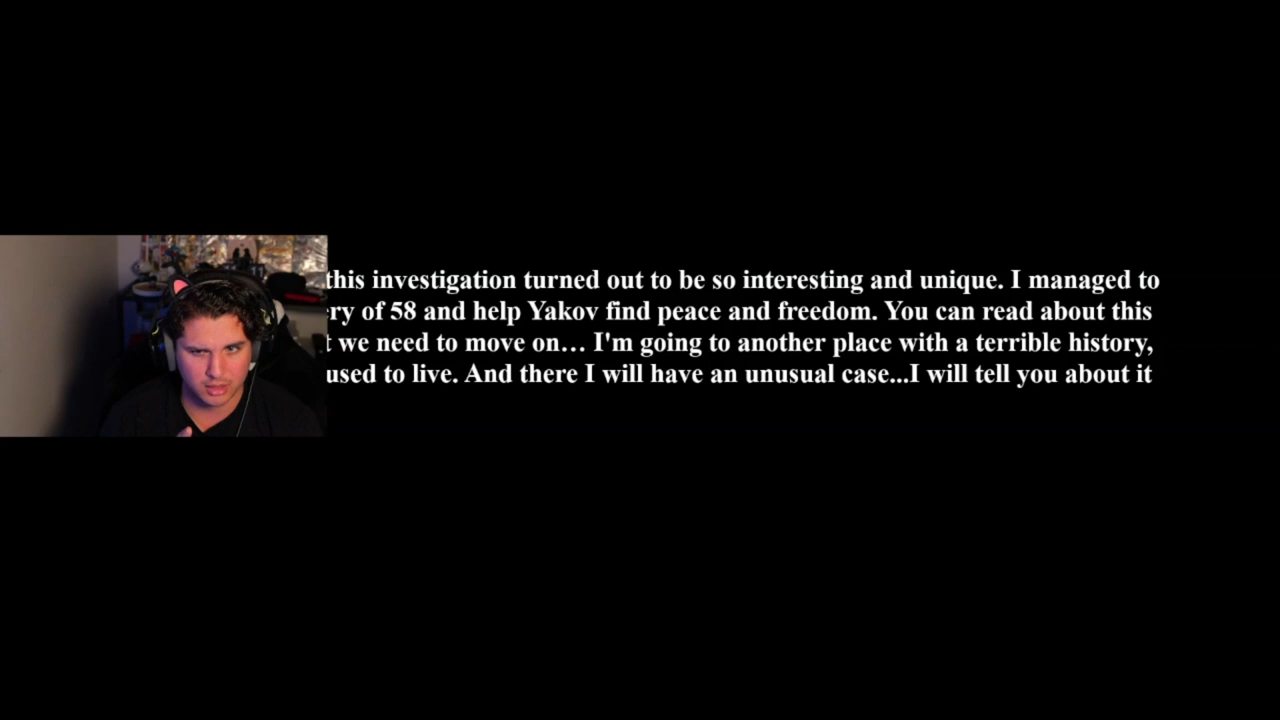 this investigation turned out to be so interesting and unique. I managed to
of 58 and help Yakov find peace and freedom. You can read about this
we need to move on… I'm going to another place with a terrible history,
used to live. And there I will have an unusual case...I will tell you about it